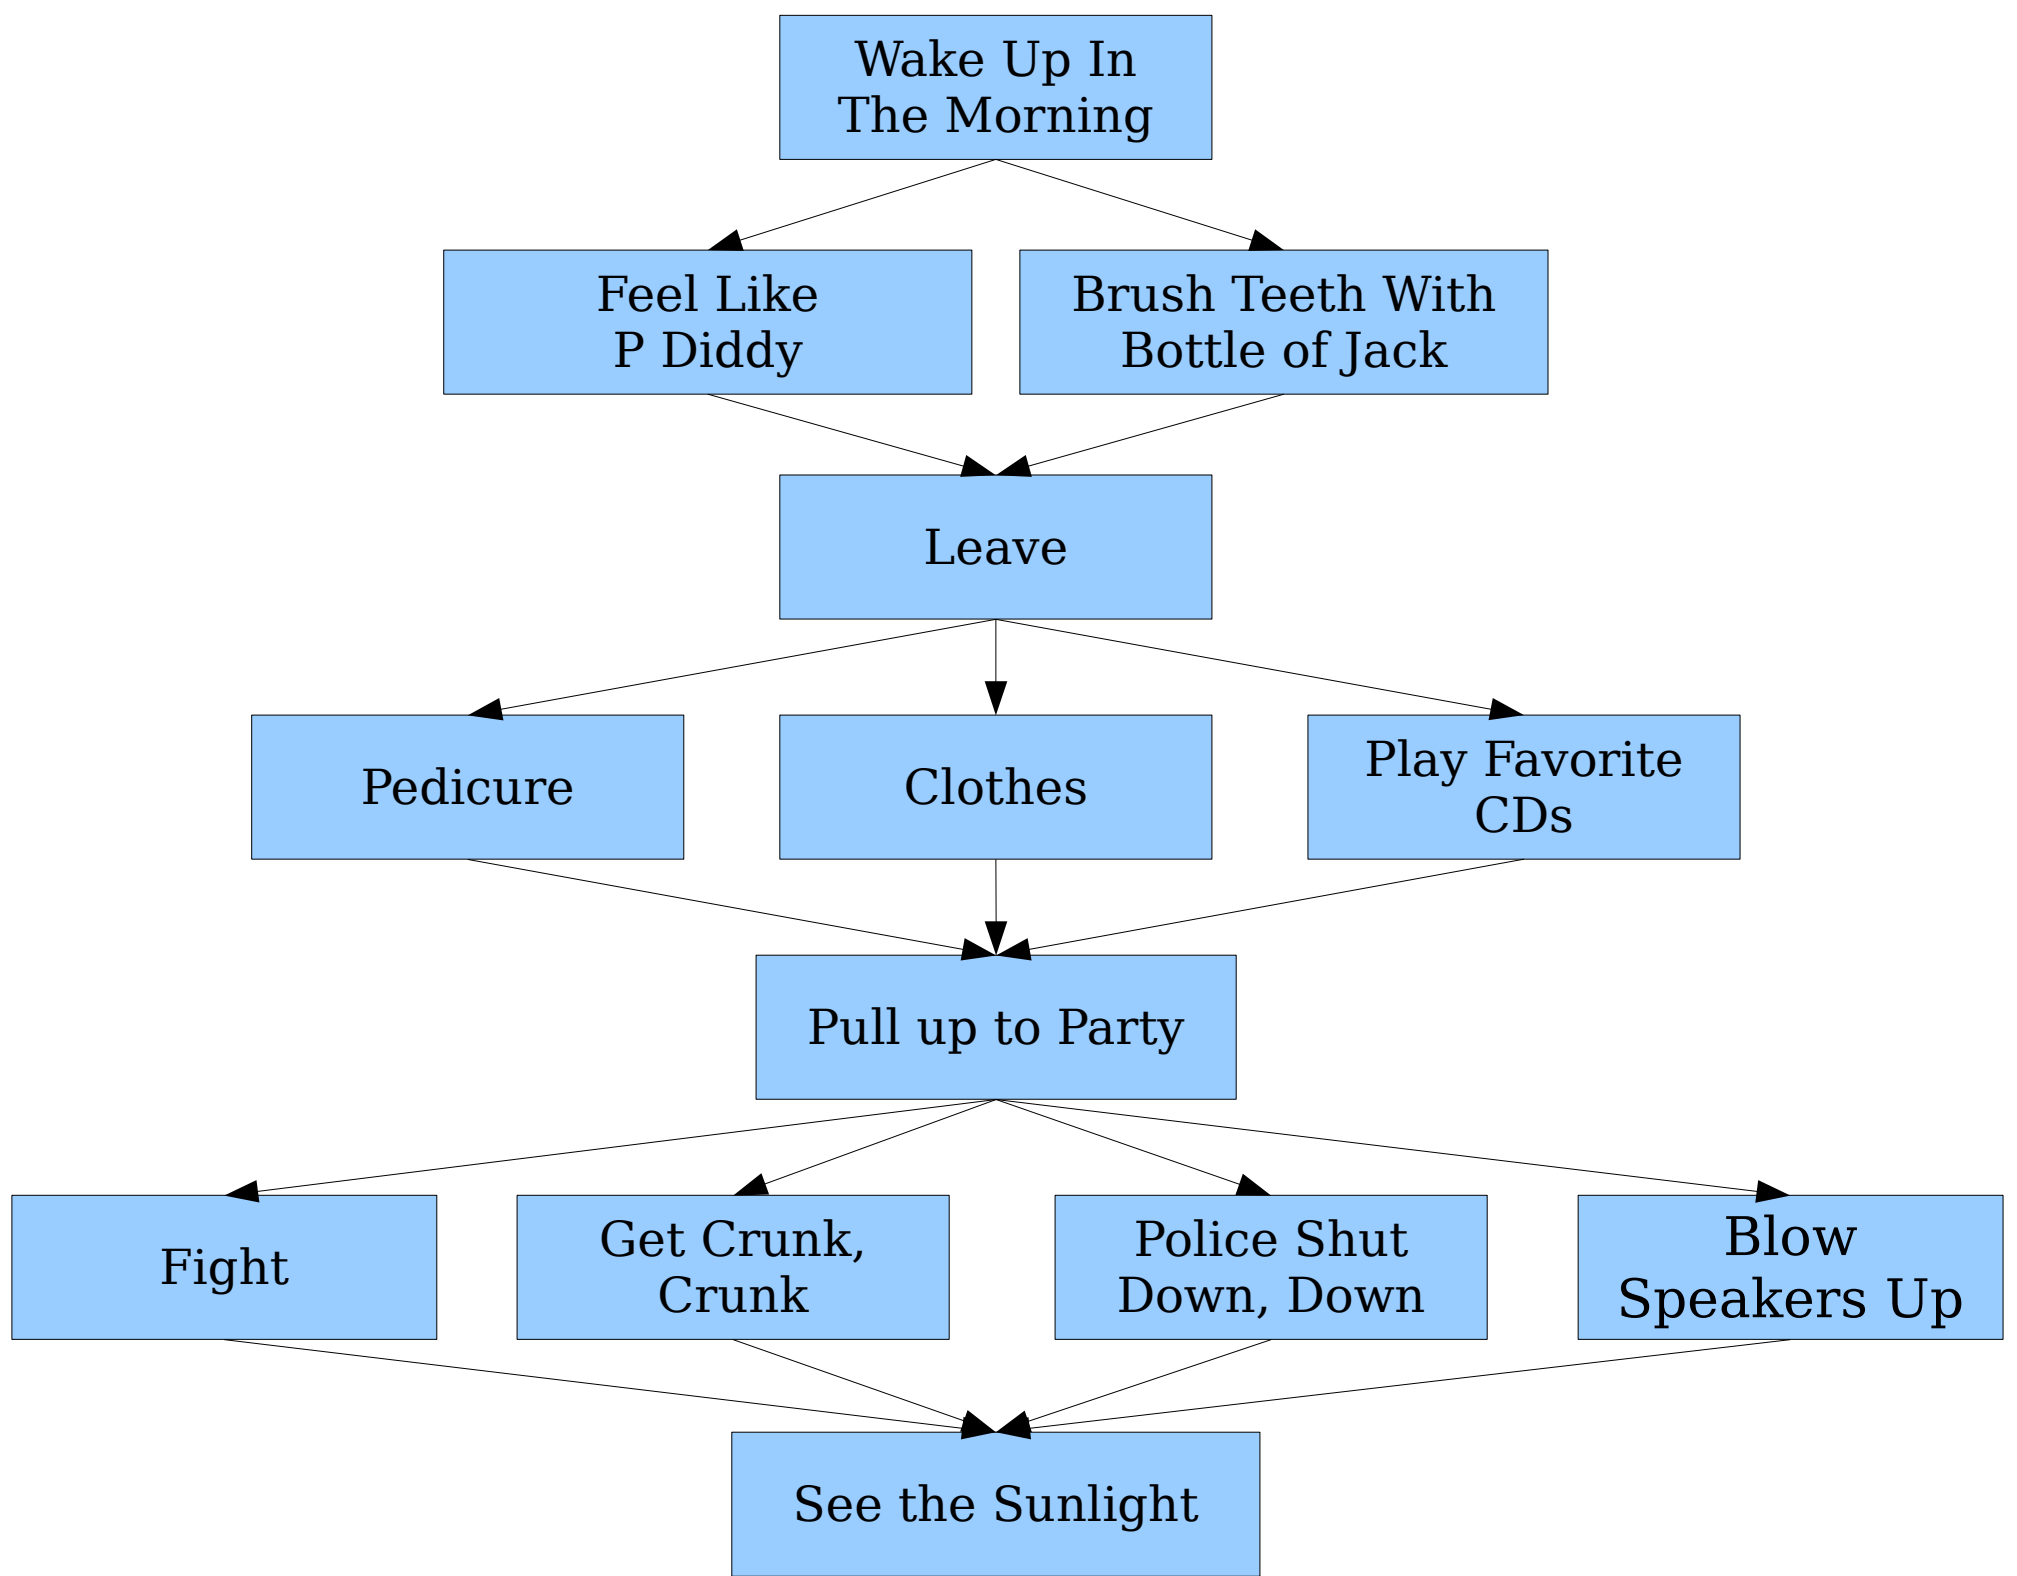 Wake Up In
The Morning
Feel Like
P Diddy
Brush Teeth With
Bottle of Jack
Leave
Pedicure
Clothes
Play Favorite
CDs
Pull up to Party
Fight
Get Crunk,
Crunk
Police Shut
Down, Down
Blow
Speakers Up
See the Sunlight